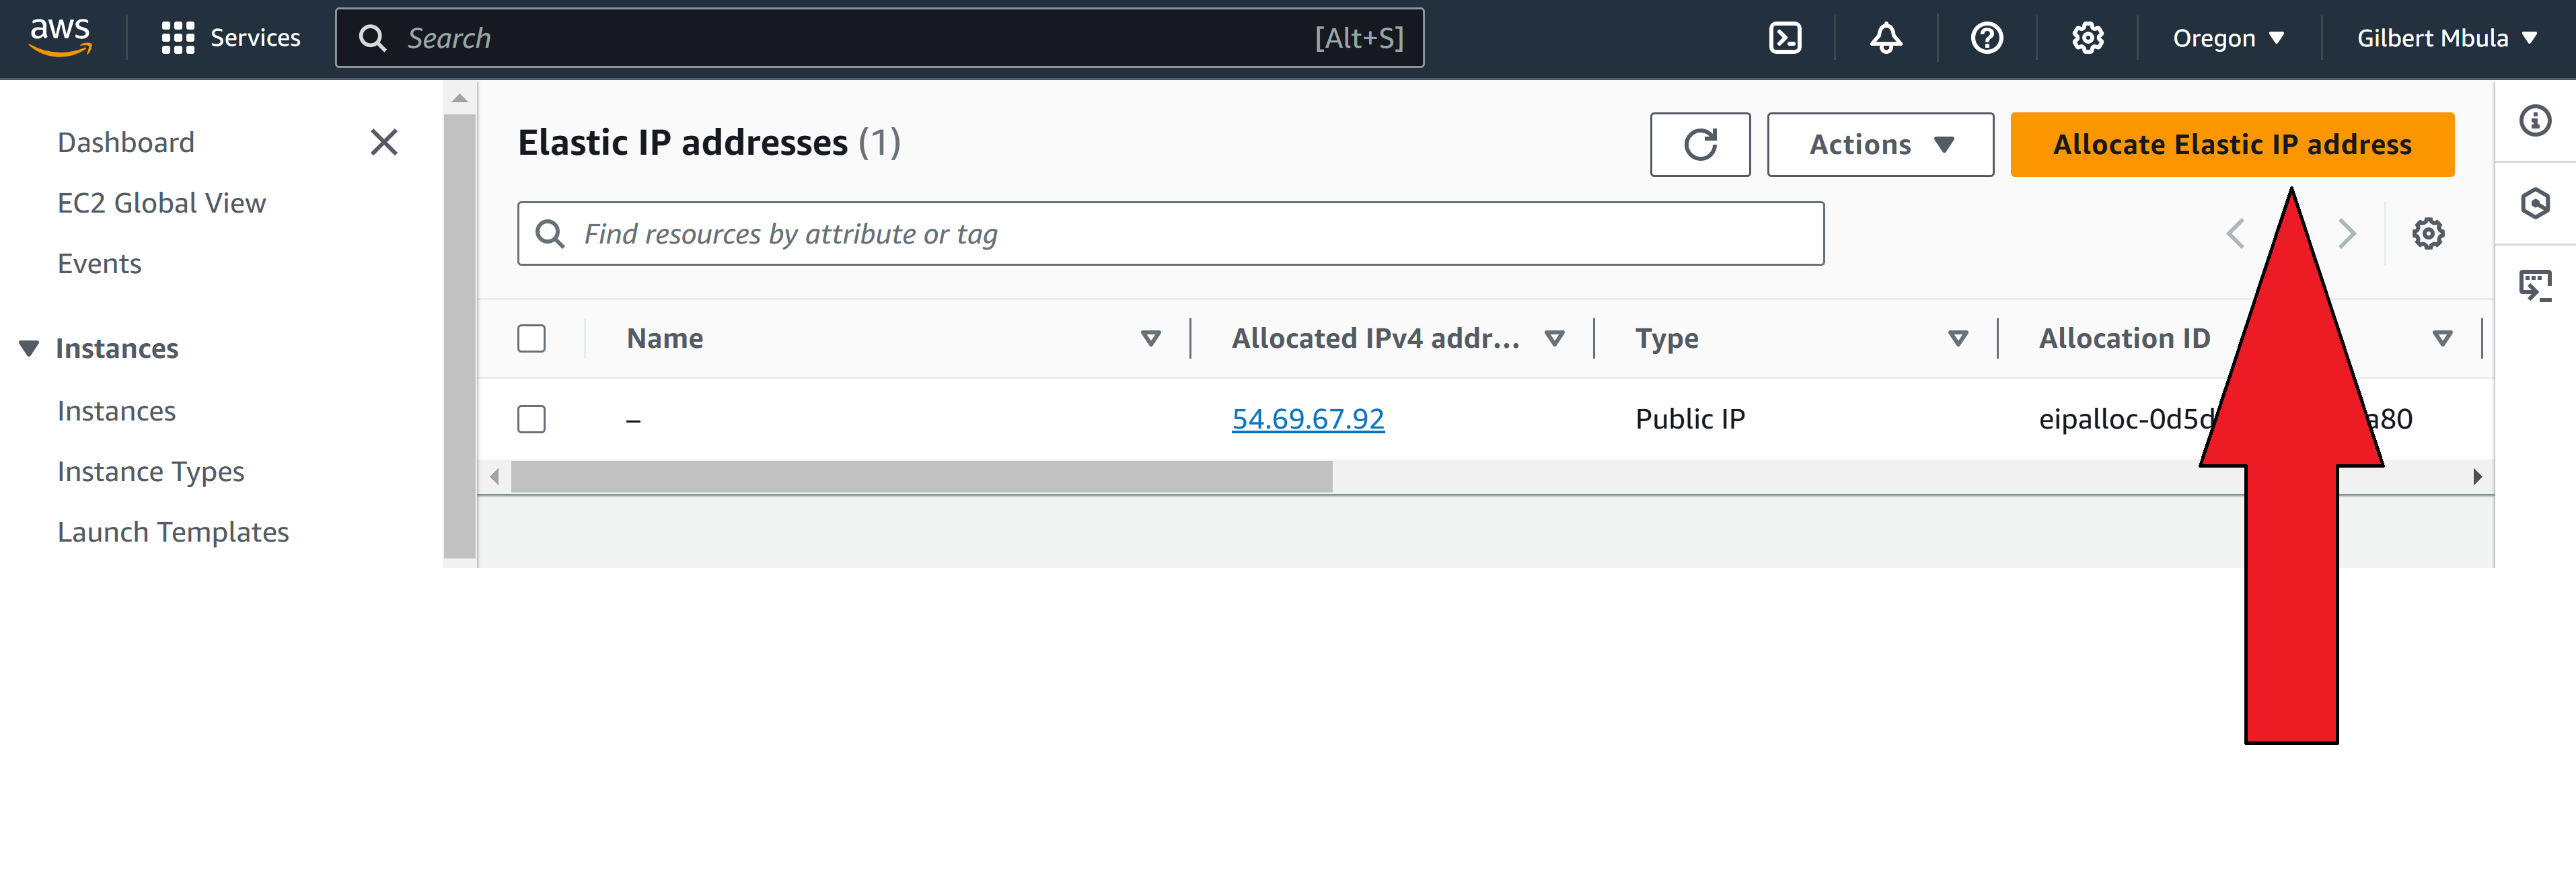 aws Services Search [Alt+S] Oregon Gilbert Mbula
Dashboard
EC2 Global View
Events
Instances
Instances
Instance Types
Launch Templates
Elastic IP addresses (1) Actions Allocate Elastic IP address
Find resources by attribute or tag
Name Allocated IPv4 addr... Type Allocation ID
– 54.69.67.92 Public IP eipalloc-0d5d a80